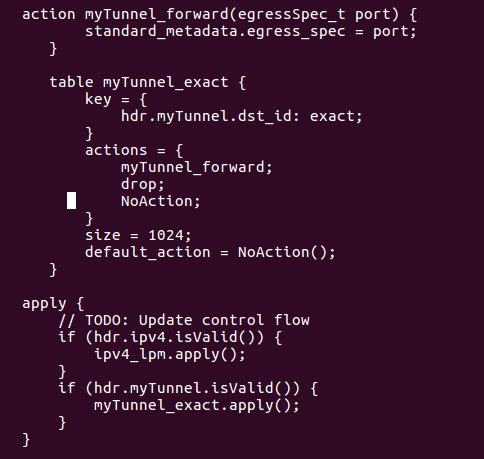 action myTunnel_forward(egressSpec_t port) {
        standard_metadata.egress_spec = port;
    }

    table myTunnel_exact {
        key = {
            hdr.myTunnel.dst_id: exact;
        }
        actions = {
            myTunnel_forward;
            drop;
            NoAction;
        }
        size = 1024;
        default_action = NoAction();
    }

apply {
    // TODO: Update control flow
    if (hdr.ipv4.isValid()) {
        ipv4_lpm.apply();
    }
    if (hdr.myTunnel.isValid()) {
        myTunnel_exact.apply();
    }
}